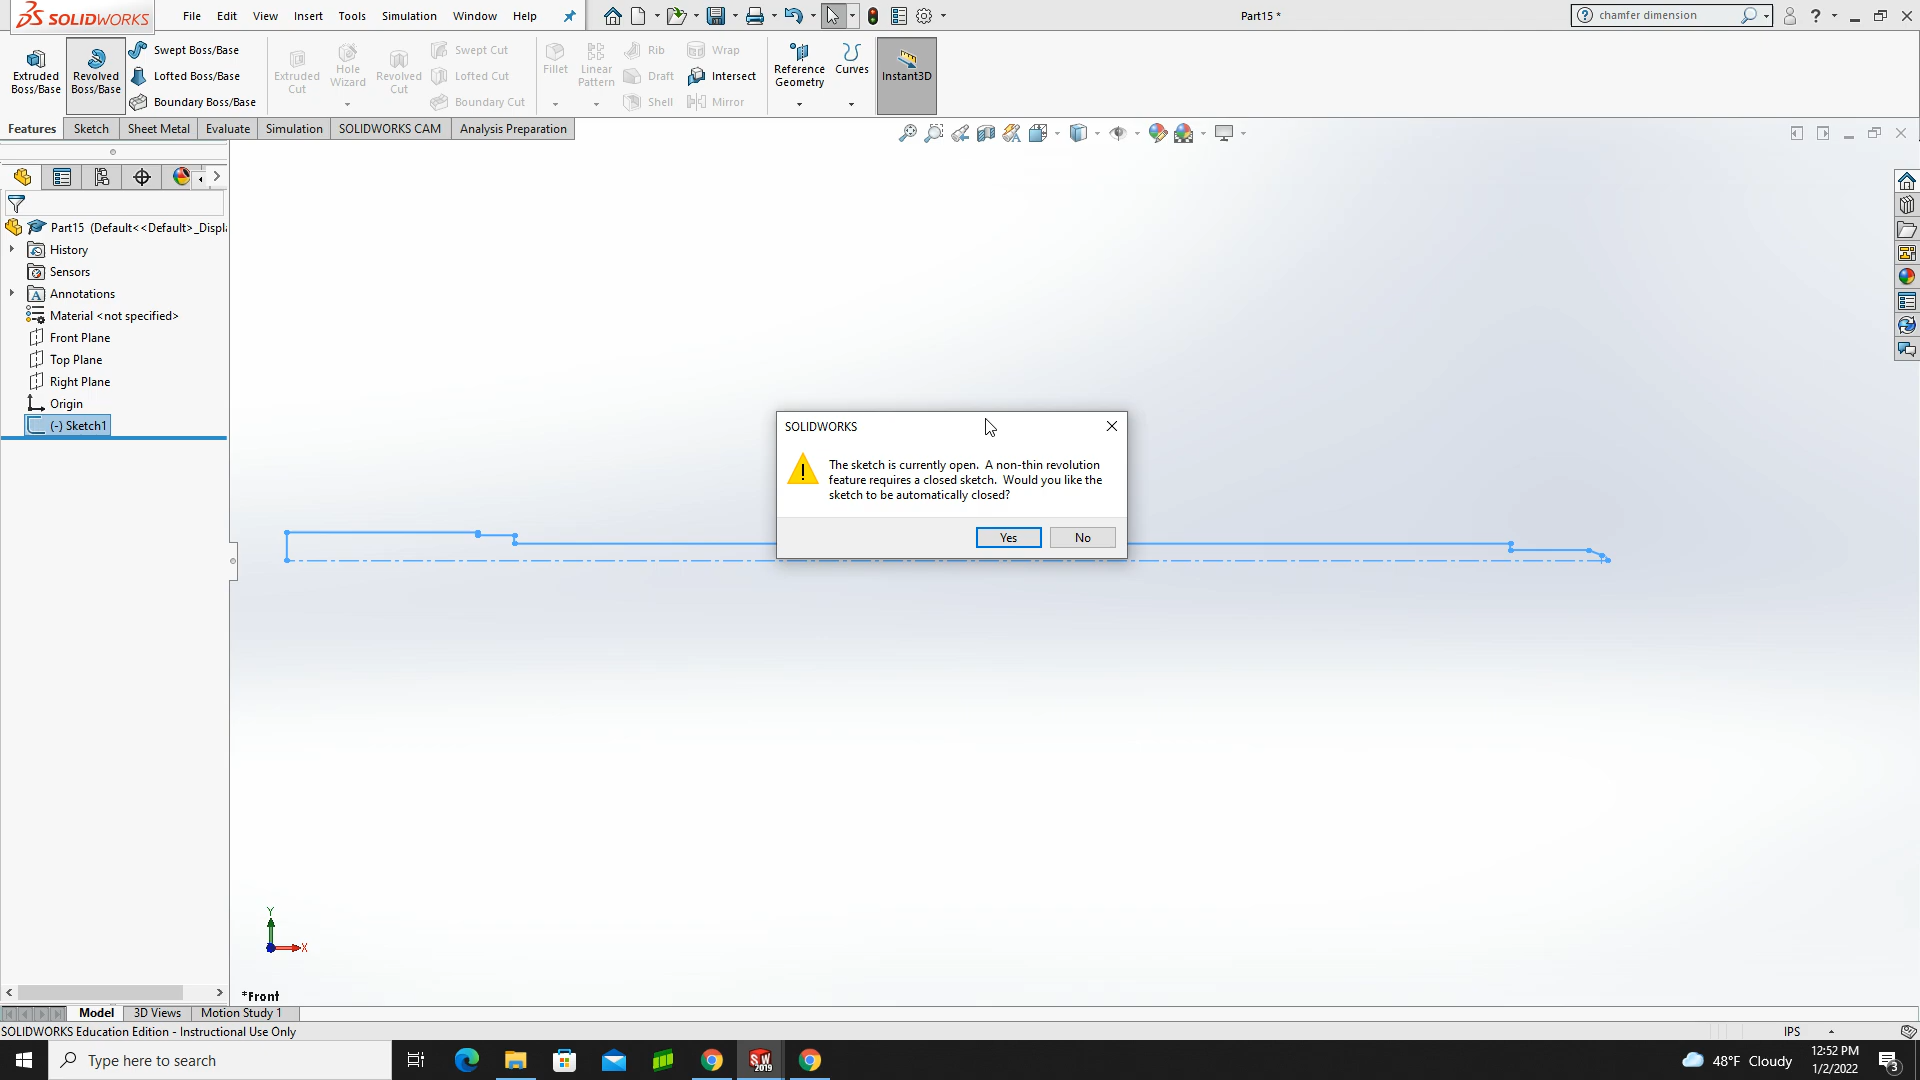 SOLIDWORKS
File Edit View Insert Tools Simulation Window Help
Part15 *
chamfer dimension
Extruded Boss/Base
Revolved Boss/Base
Swept Boss/Base
Lofted Boss/Base
Boundary Boss/Base
Extruded Cut
Hole Wizard
Revolved Cut
Swept Cut
Lofted Cut
Boundary Cut
Fillet
Linear Pattern
Rib
Draft
Shell
Wrap
Intersect
Mirror
Reference Geometry
Curves
Instant3D
Features Sketch Sheet Metal Evaluate Simulation SOLIDWORKS CAM Analysis Preparation
Part15 (Default<<Default>_Displ
History
Sensors
Annotations
Material <not specified>
Front Plane
Top Plane
Right Plane
Origin
(-) Sketch1
SOLIDWORKS
The sketch is currently open. A non-thin revolution
feature requires a closed sketch. Would you like the
sketch to be automatically closed?
Yes No
Y
X
*Front
Model 3D Views Motion Study 1
SOLIDWORKS Education Edition - Instructional Use Only
IPS
Type here to search
SW 2019
48°F Cloudy
12:52 PM
1/2/2022
3